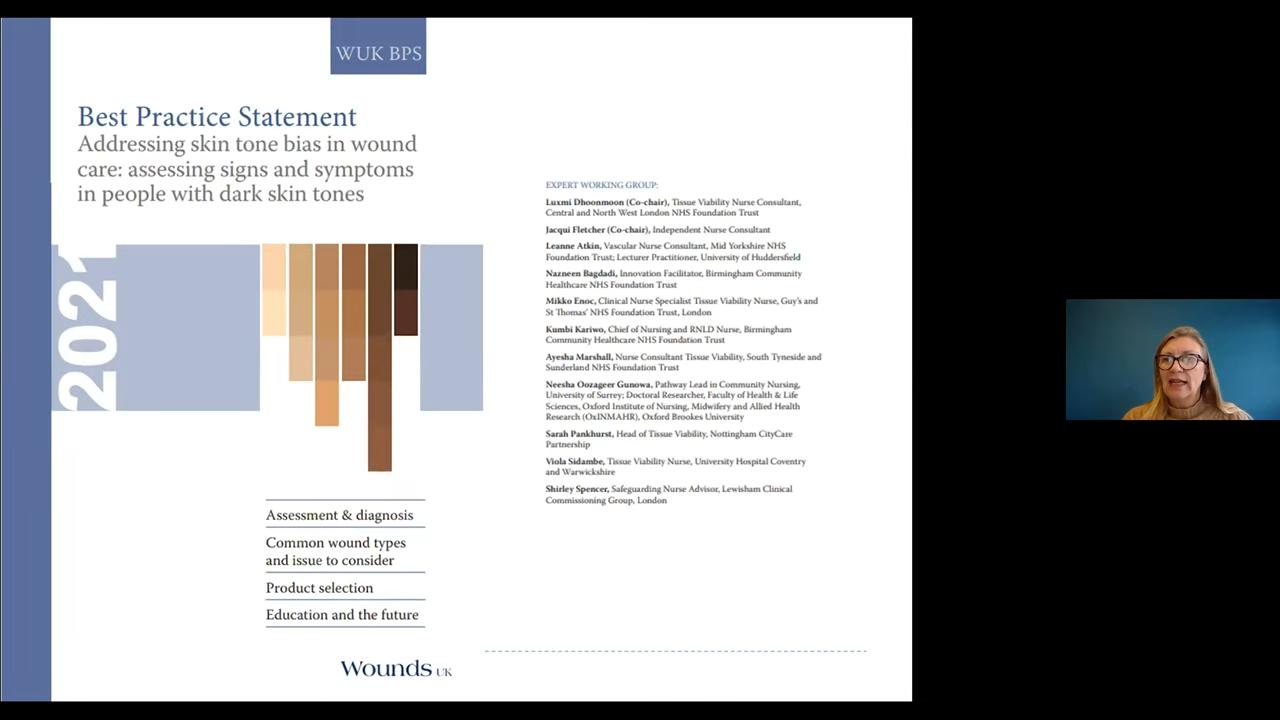 WUK BPS
Best Practice Statement
Addressing skin tone bias in wound
care: assessing signs and symptoms
in people with dark skin tones
2021
Assessment & diagnosis
Common wound types
and issue to consider
Product selection
Education and the future
Wounds UK
EXPERT WORKING GROUP:
Luxmi Dhoonmoon (Co-chair), Tissue Viability Nurse Consultant,
Central and North West London NHS Foundation Trust
Jacqui Fletcher (Co-chair), Independent Nurse Consultant
Leanne Atkin, Vascular Nurse Consultant, Mid Yorkshire NHS
Foundation Trust; Lecturer Practitioner, University of Huddersfield
Nazneen Bagdadi, Innovation Facilitator, Birmingham Community
Healthcare NHS Foundation Trust
Mikko Enoc, Clinical Nurse Specialist Tissue Viability Nurse, Guy's and
St Thomas' NHS Foundation Trust, London
Kumbi Kariwo, Chief of Nursing and RNLD Nurse, Birmingham
Community Healthcare NHS Foundation Trust
Ayesha Marshall, Nurse Consultant Tissue Viability, South Tyneside and
Sunderland NHS Foundation Trust
Neesha Oozageer Gunowa, Pathway Lead in Community Nursing,
University of Surrey; Doctoral Researcher, Faculty of Health & Life
Sciences, Oxford Institute of Nursing, Midwifery and Allied Health
Research (OxINMAHR), Oxford Brookes University
Sarah Pankhurst, Head of Tissue Viability, Nottingham CityCare
Partnership
Viola Sidambe, Tissue Viability Nurse, University Hospital Coventry
and Warwickshire
Shirley Spencer, Safeguarding Nurse Advisor, Lewisham Clinical
Commissioning Group, London